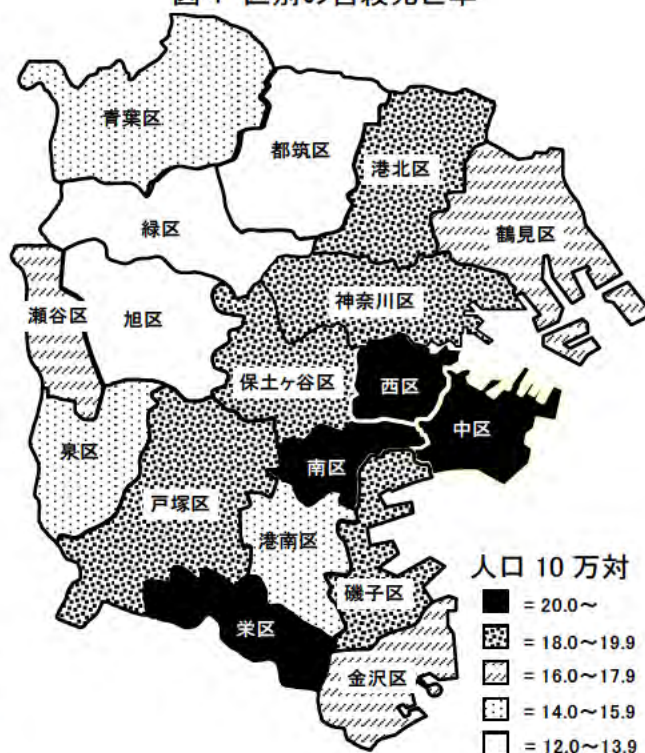 青葉区
都筑区
港北区
緑区
鶴見区
瀬谷区
旭区
神奈川区
保土ヶ谷区
西区
中区
泉区
南区
戸塚区
港南区
磯子区
栄区
金沢区
人口 10 万対
= 20.0～
= 18.0～19.9
= 16.0～17.9
= 14.0～15.9
= 12.0～13.9